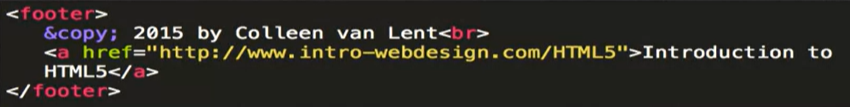 <footer>
&copy; 2015 by Colleen van Lent<br>
<a href="http://www.intro-webdesign.com/HTML5">Introduction to
HTML5</a>
</footer>